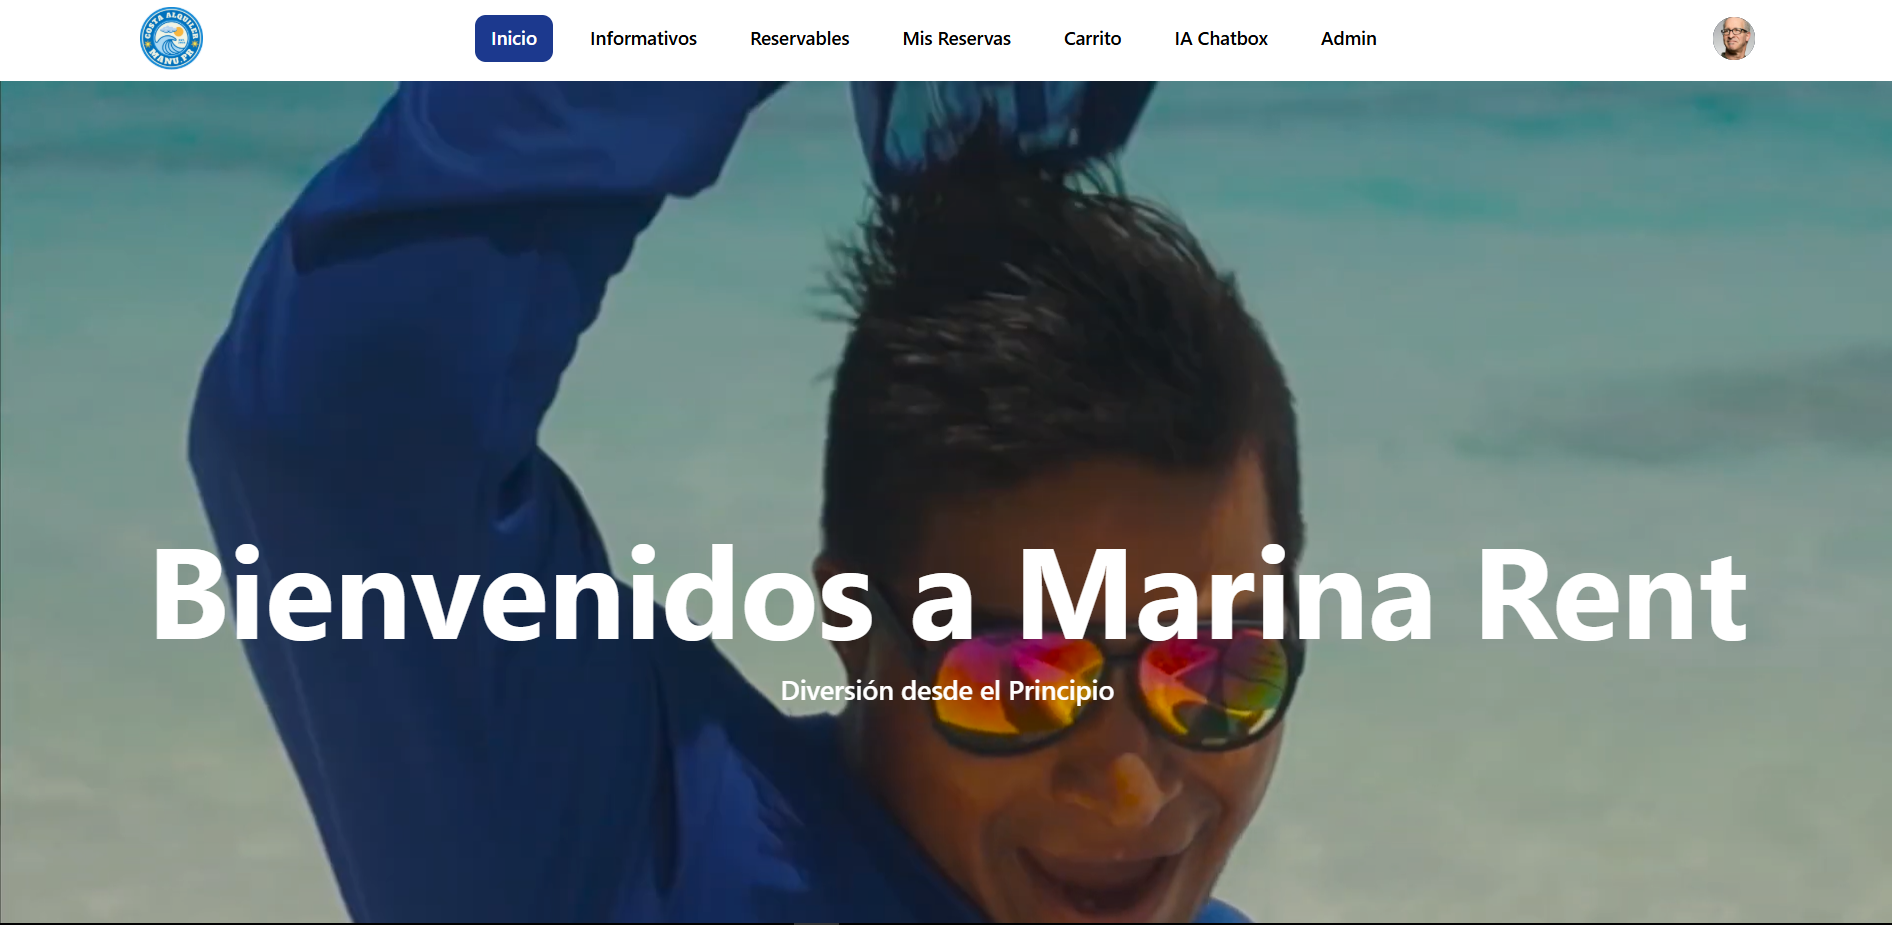 COSTA ALQUILER
MANU.FR
Inicio
Informativos
Reservables
Mis Reservas
Carrito
IA Chatbox
Admin
Bienvenidos a Marina Rent
Diversión desde el Principio